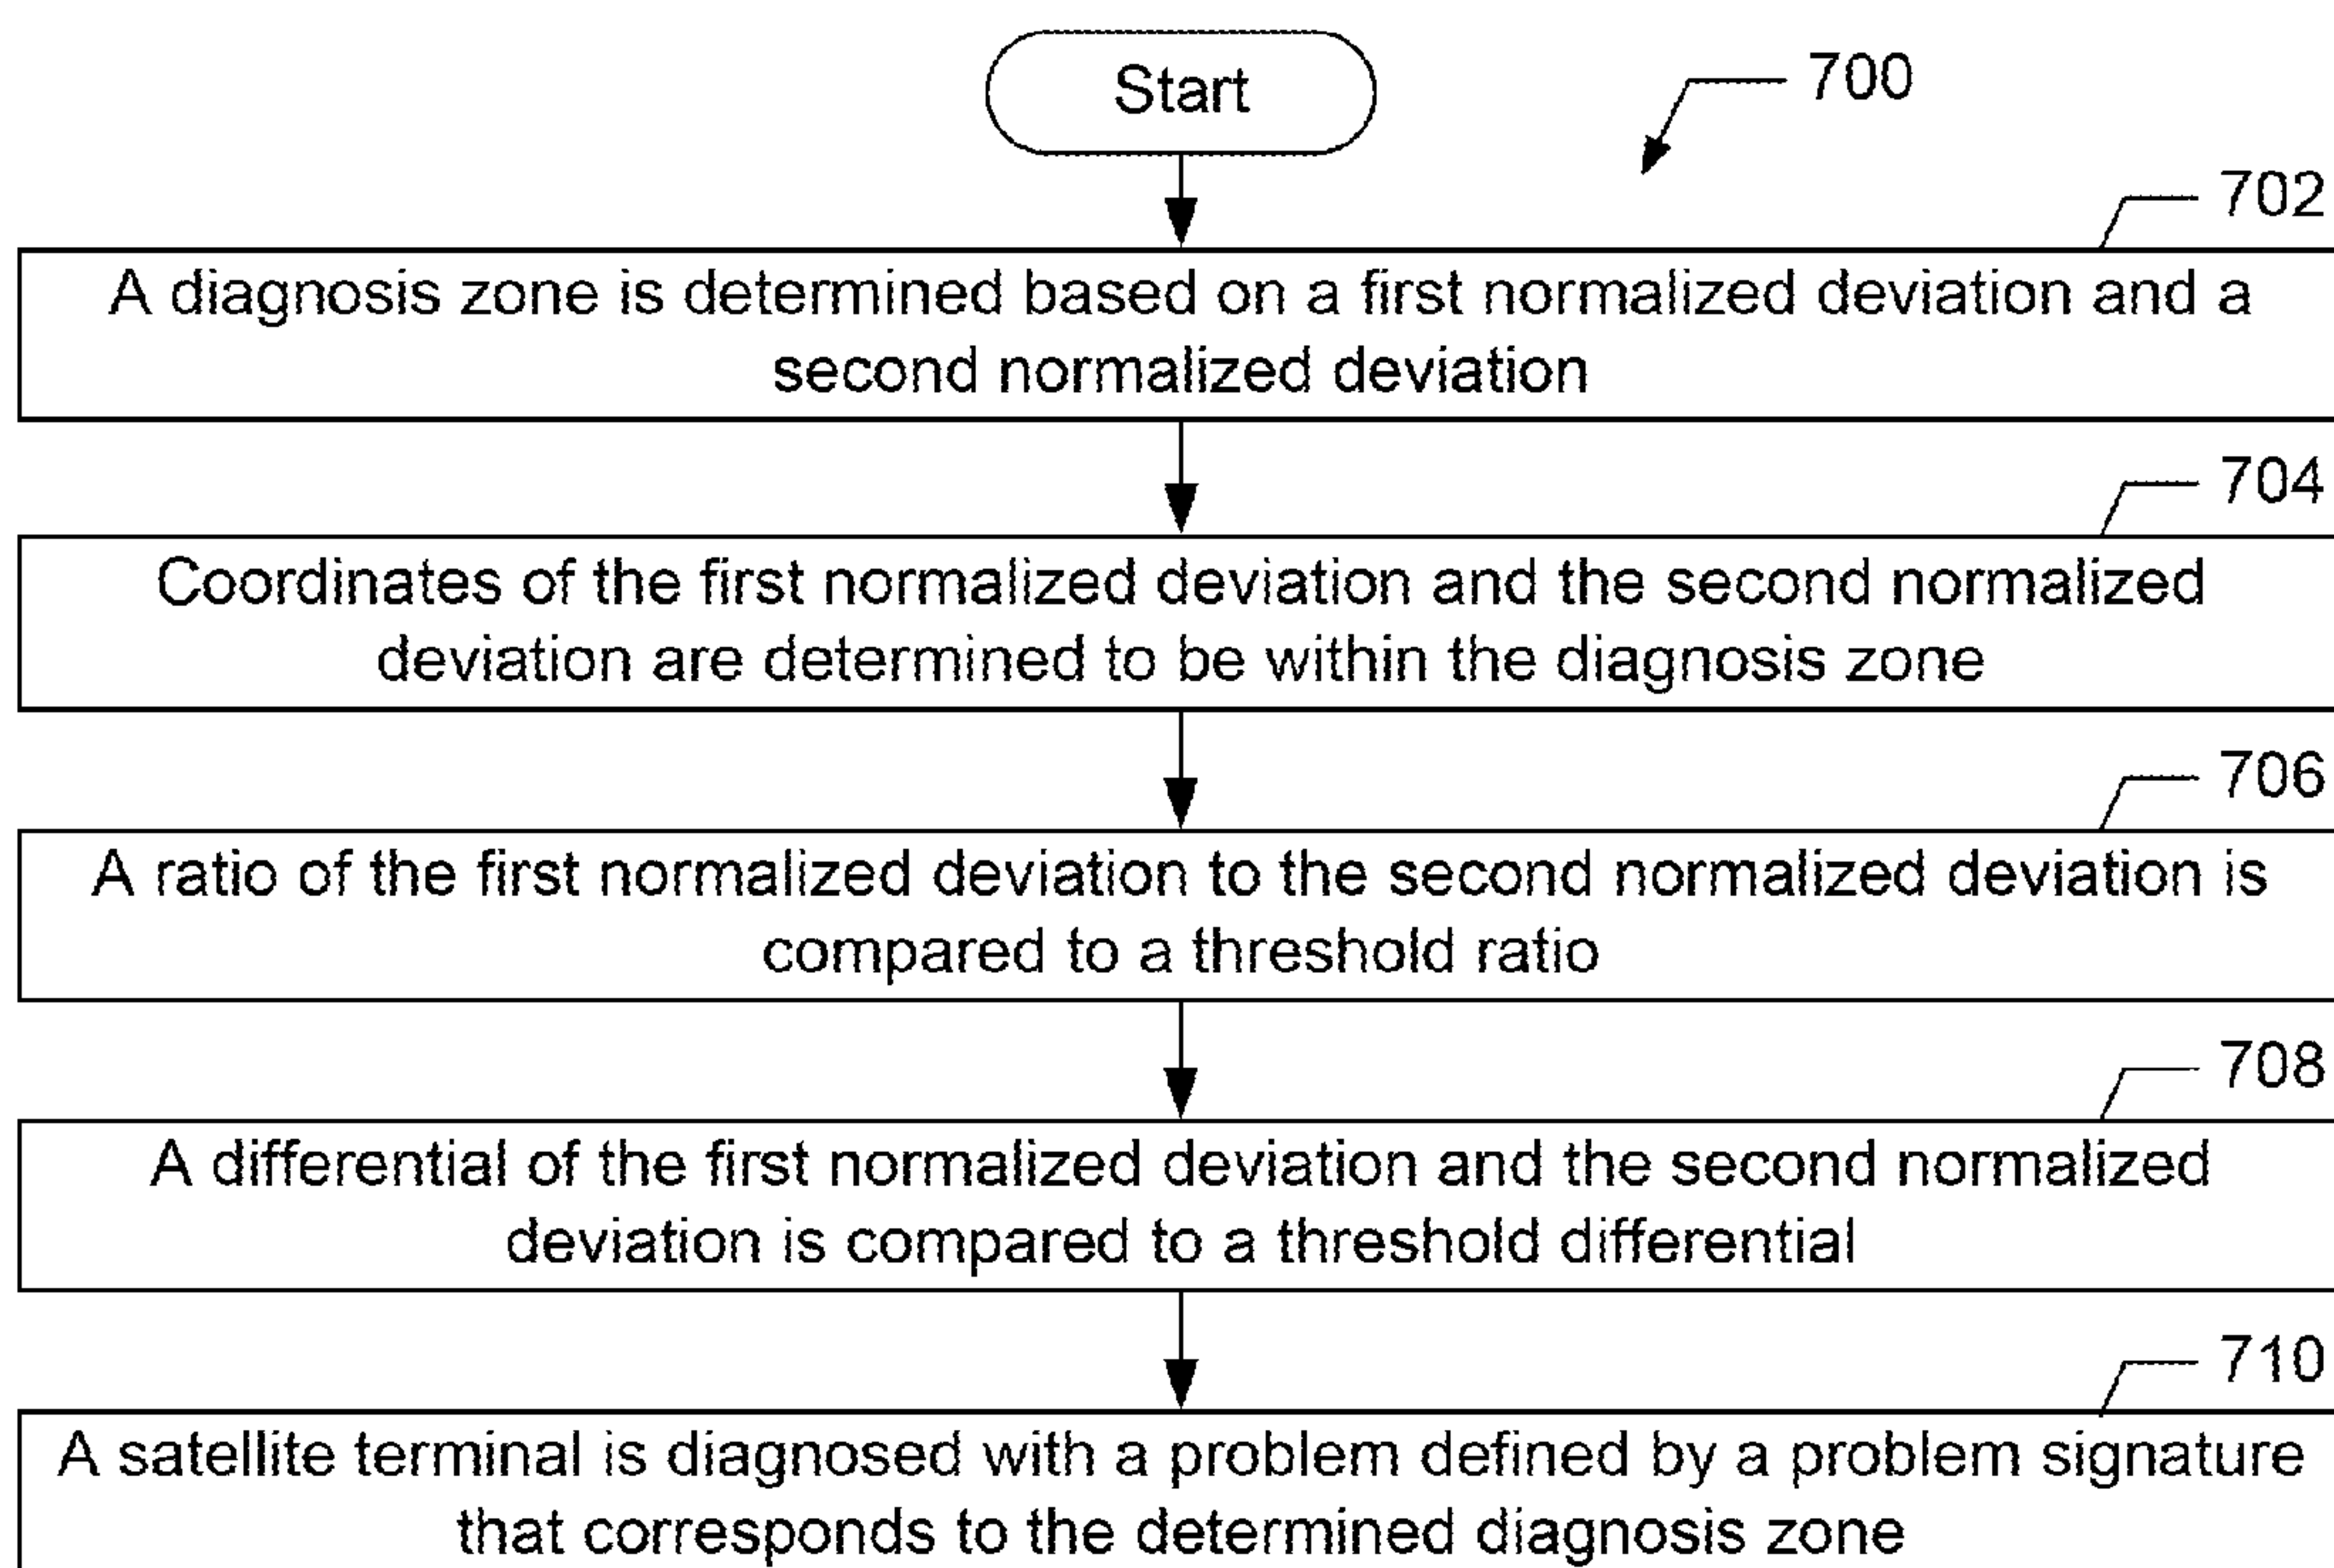 Start
700
702
A diagnosis zone is determined based on a first normalized deviation and a
second normalized deviation
704
Coordinates of the first normalized deviation and the second normalized
deviation are determined to be within the diagnosis zone
706
A ratio of the first normalized deviation to the second normalized deviation is
compared to a threshold ratio
708
A differential of the first normalized deviation and the second normalized
deviation is compared to a threshold differential
710
A satellite terminal is diagnosed with a problem defined by a problem signature
that corresponds to the determined diagnosis zone